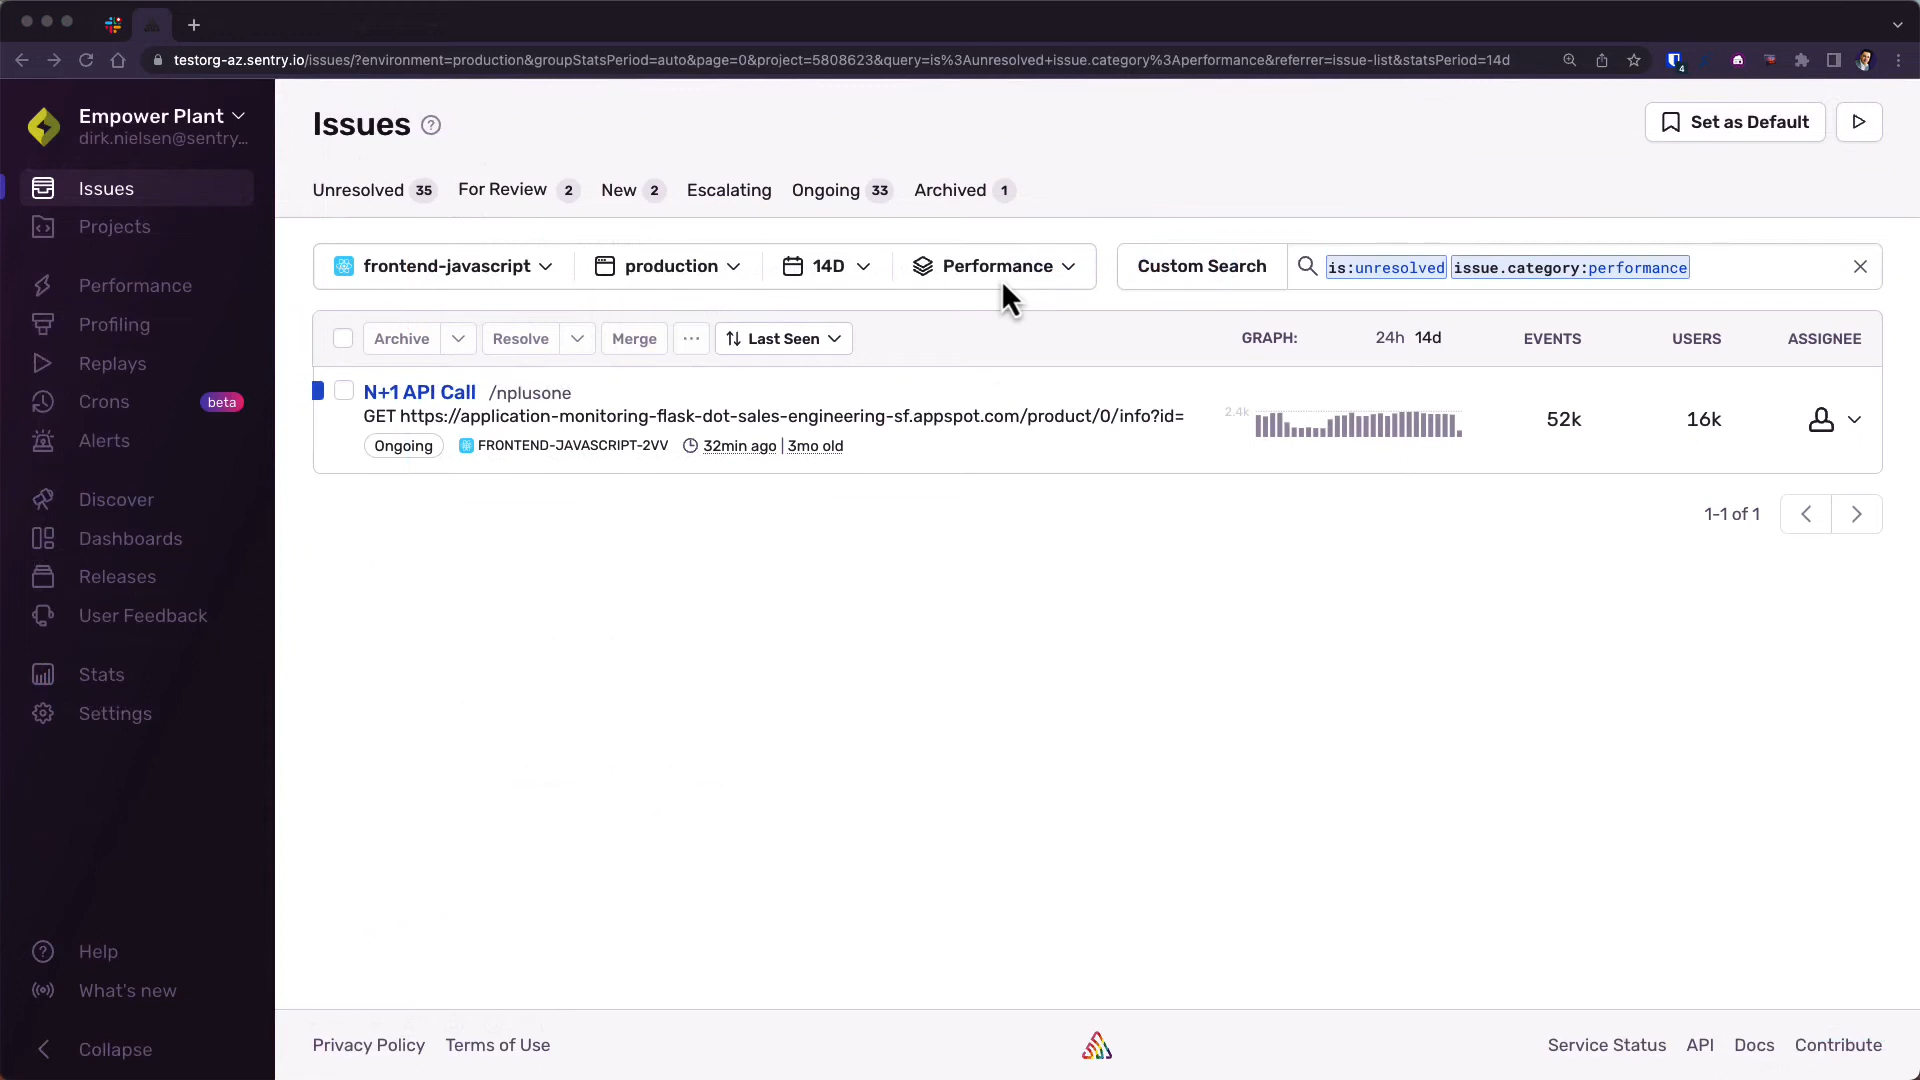 testorg-az.sentry.io/issues/?environment=production&groupStatsPeriod=auto&page=0&project=5808623&query=is%3Aunresolved+issue.category%3Aperformance&referrer=issue-list&statsPeriod=14d
4
Empower Plant
dirk.nielsen@sentry...
Issues
Projects
Performance
Profiling
Replays
Crons beta
Alerts
Discover
Dashboards
Releases
User Feedback
Stats
Settings
Help
What's new
Collapse
Issues ?
Set as Default
Unresolved 35 For Review 2 New 2 Escalating Ongoing 33 Archived 1
frontend-javascript production 14D Performance Custom Search is:unresolved issue.category:performance
Archive Resolve Merge ... Last Seen GRAPH: 24h 14d EVENTS USERS ASSIGNEE
N+1 API Call /nplusone
GET https://application-monitoring-flask-dot-sales-engineering-sf.appspot.com/product/0/info?id=
Ongoing FRONTEND-JAVASCRIPT-2VV 32min ago | 3mo old
2.4k
52k 16k
1-1 of 1
Privacy Policy Terms of Use Service Status API Docs Contribute